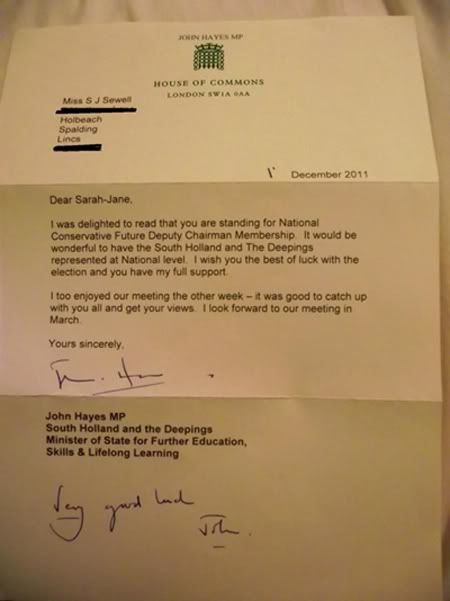 JOHN HAYES MP
HOUSE OF COMMONS
LONDON SW1A 0AA
Miss S J Sewell
Holbeach
Spalding
Lincs
December 2011
Dear Sarah-Jane,
I was delighted to read that you are standing for National
Conservative Future Deputy Chairman Membership. It would be
wonderful to have the South Holland and The Deepings
represented at National level. I wish you the best of luck with the
election and you have my full support.
I too enjoyed our meeting the other week – it was good to catch up
with you all and get your views. I look forward to our meeting in
March.
Yours sincerely,
John Hayes MP
South Holland and the Deepings
Minister of State for Further Education,
Skills & Lifelong Learning
Very good luck
John.